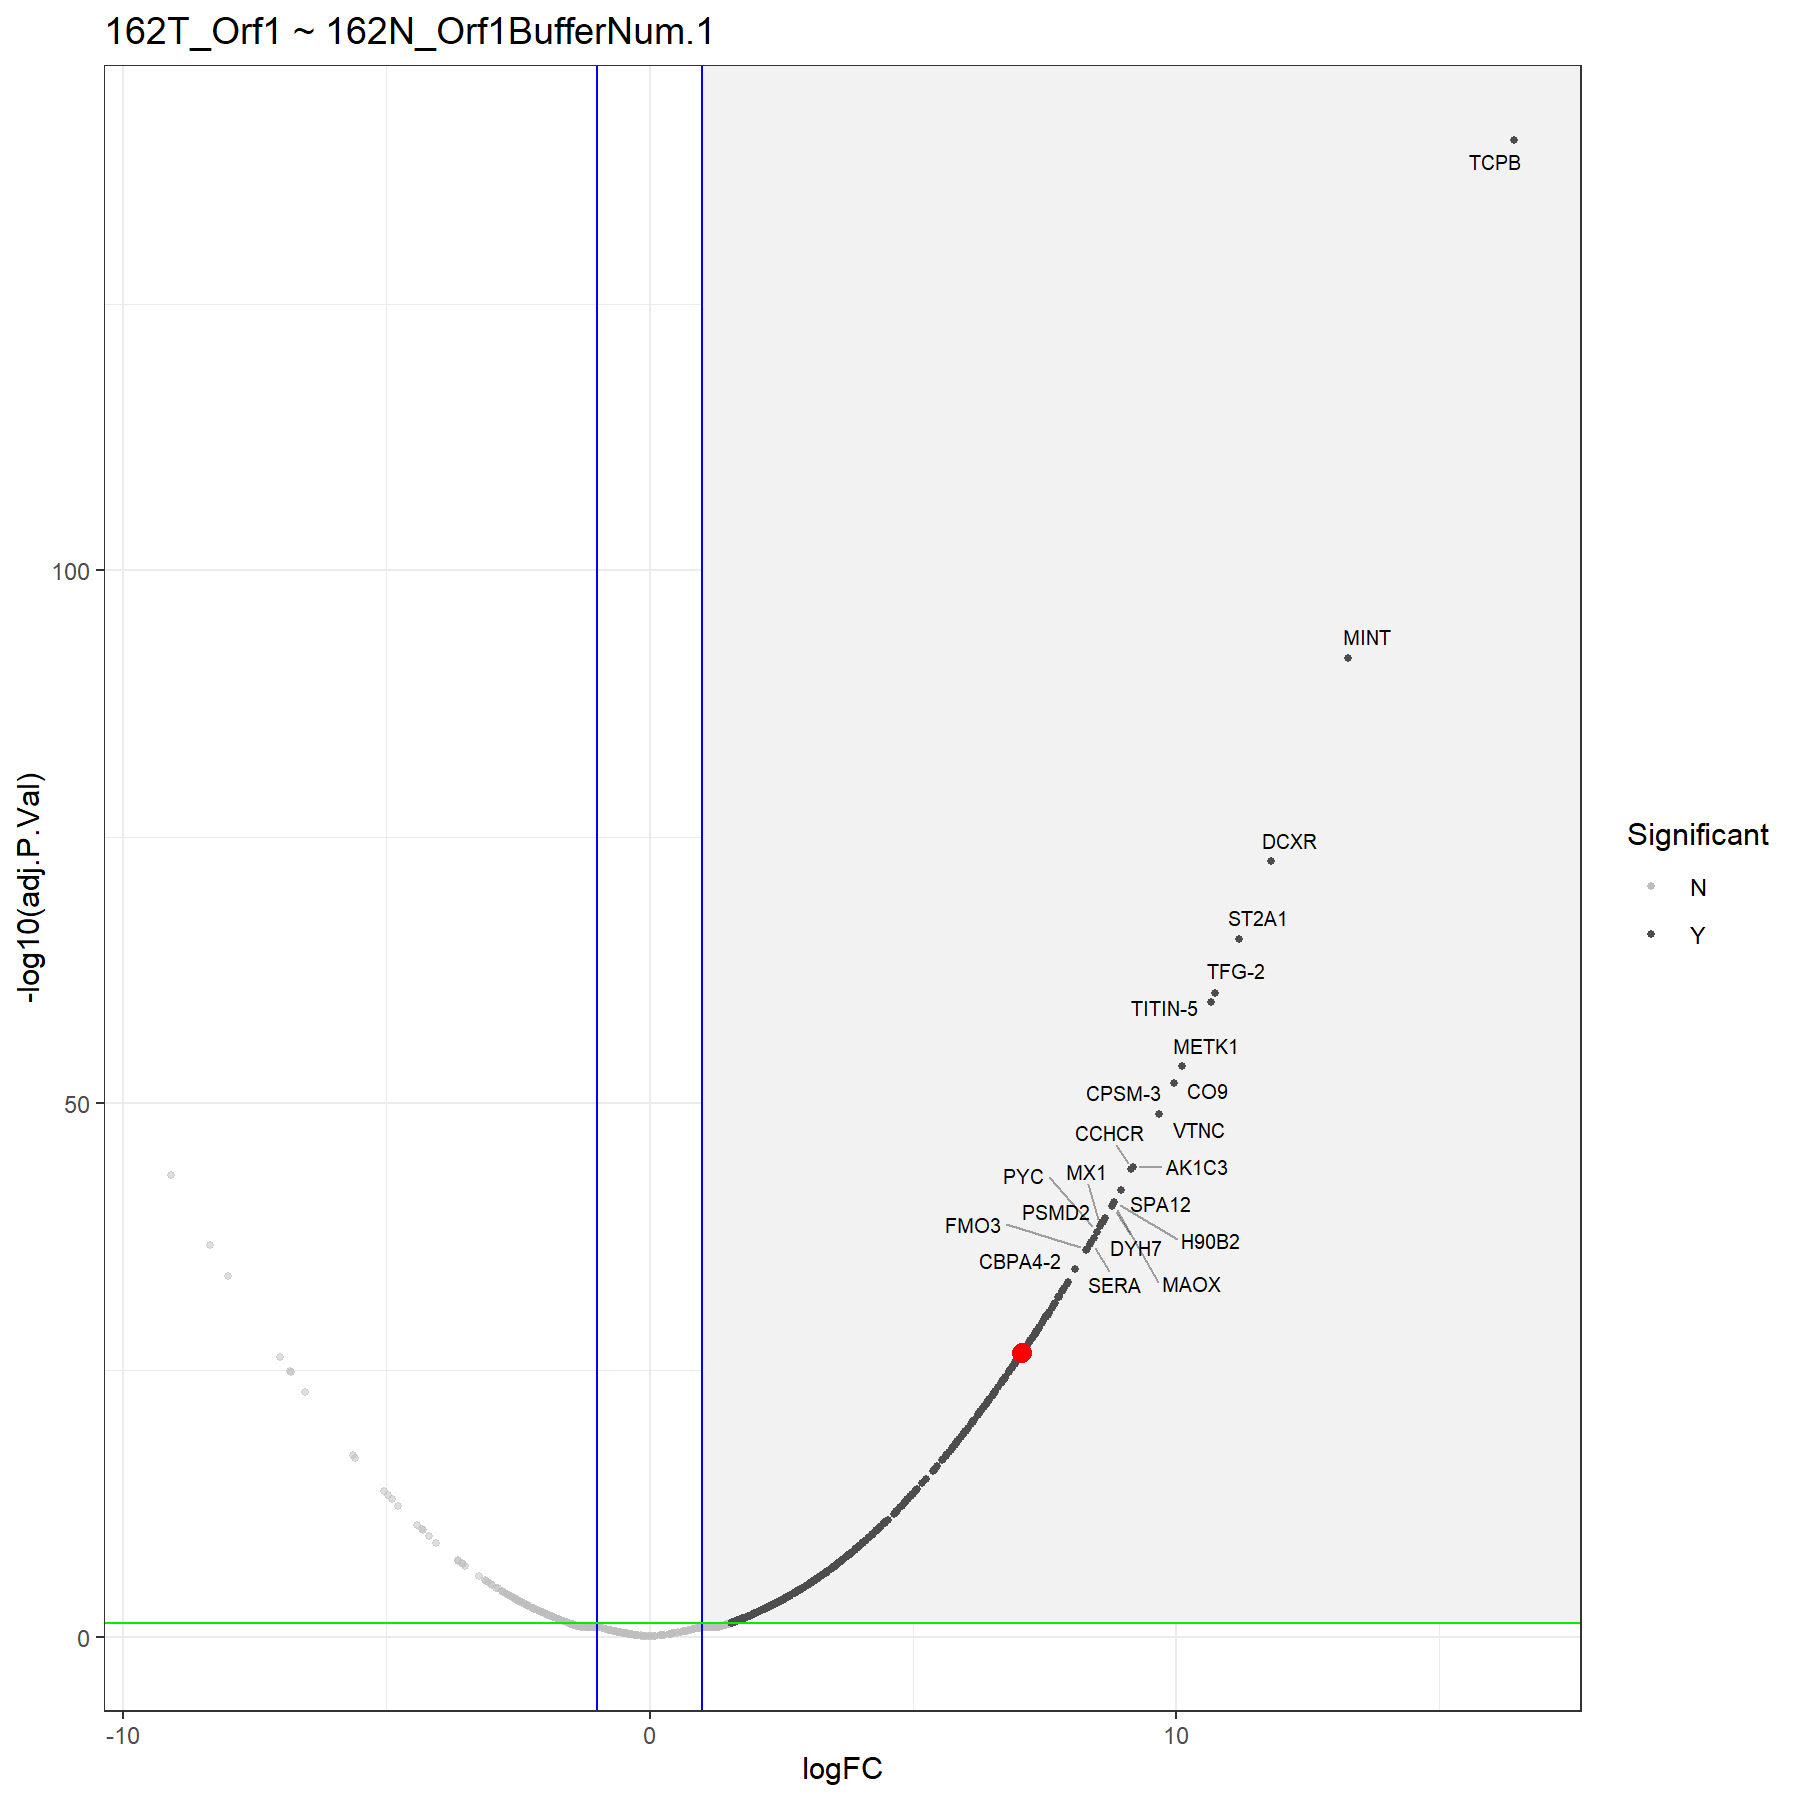 162T_Orf1 ~ 162N_Orf1BufferNum.1
TCPB
100
MINT
-log10(adj.P.Val)
DCXR
Significant
N
Y
ST2A1
TFG-2
TITIN-5
METK1
CPSM-3
CO9
50
VTNC
CCHCR
AK1C3
MX1
PYC
SPA12
PSMD2
FMO3
H90B2
DYH7
CBPA4-2
SERA
MAOX
0
-10
0
10
logFC